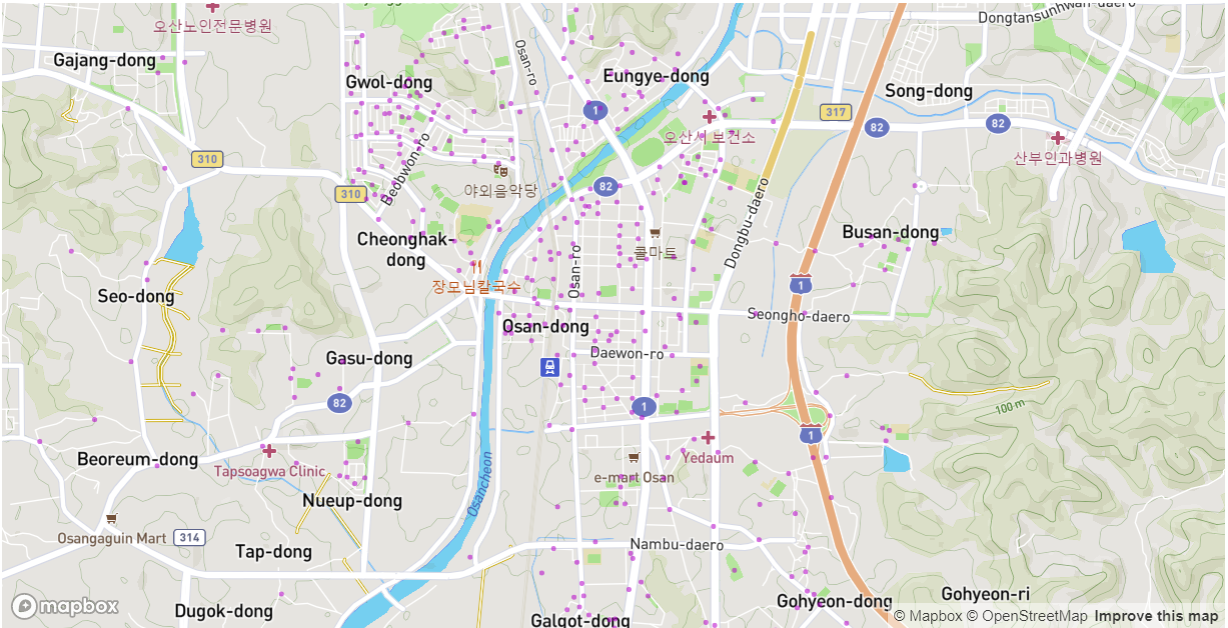 Dongtansunhwan-daero
오산노인전문병원
Gajang-dong
Osan-ro
Gwol-dong
Eungye-dong
Song-dong
1
317
82
82
오산시 보건소
산부인과병원
310
Beobwon-ro
야외음악당
82
310
Dongbu-daero
Cheonghak-
dong
Busan-dong
콜마트
Osan-ro
장모님칼국수
1
Seo-dong
Seongho-daero
Osan-dong
Gasu-dong
Daewon-ro
82
1
100 m
1
Beoreum-dong
Tapsoagwa Clinic
Yedaum
e-mart Osan
Osancheon
Nueup-dong
Osangaguin Mart
314
Tap-dong
Nambu-daero
mapbox
Dugok-dong
Galgot-dong
Gohyeon-dong
Gohyeon-ri
© Mapbox © OpenStreetMap Improve this map